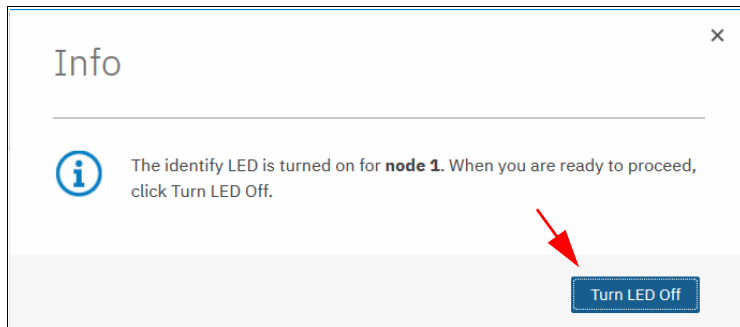 Info
The identify LED is turned on for node 1. When you are ready to proceed,
click Turn LED Off.
Turn LED Off